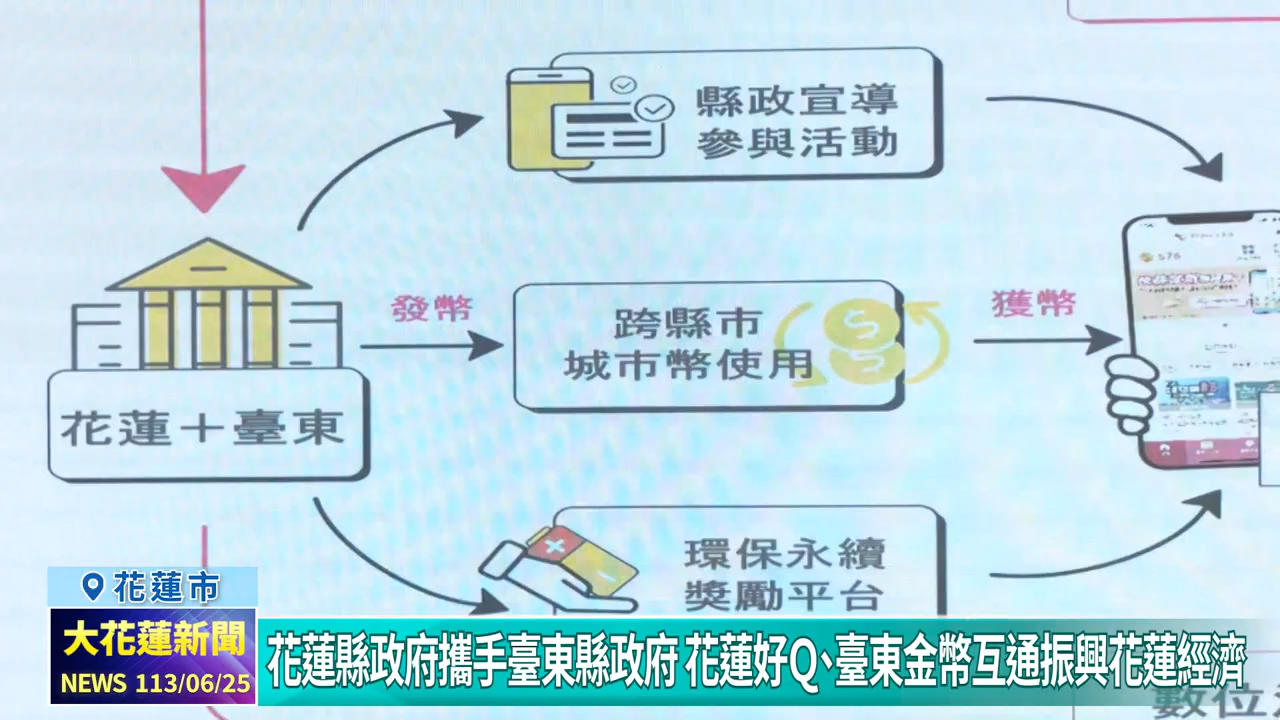 縣政宣導
參與活動
576
發幣
跨縣市
城市幣使用
獲幣
花蓮＋臺東
環保永續
獎勵平台
花蓮市
大花蓮新聞
NEWS 113/06/25
花蓮縣政府攜手臺東縣政府 花蓮好Q、臺東金幣互通振興花蓮經濟
數位